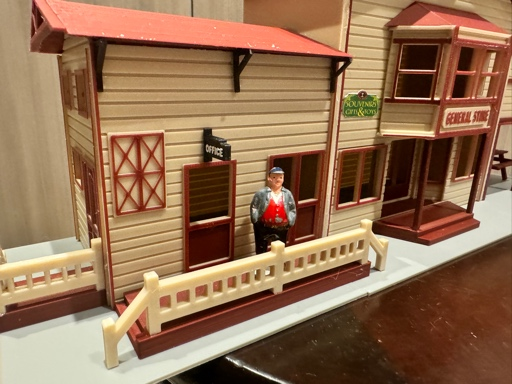 OFFICE
SOUVENIRS
GIFTS & TOYS
GENERAL STORE